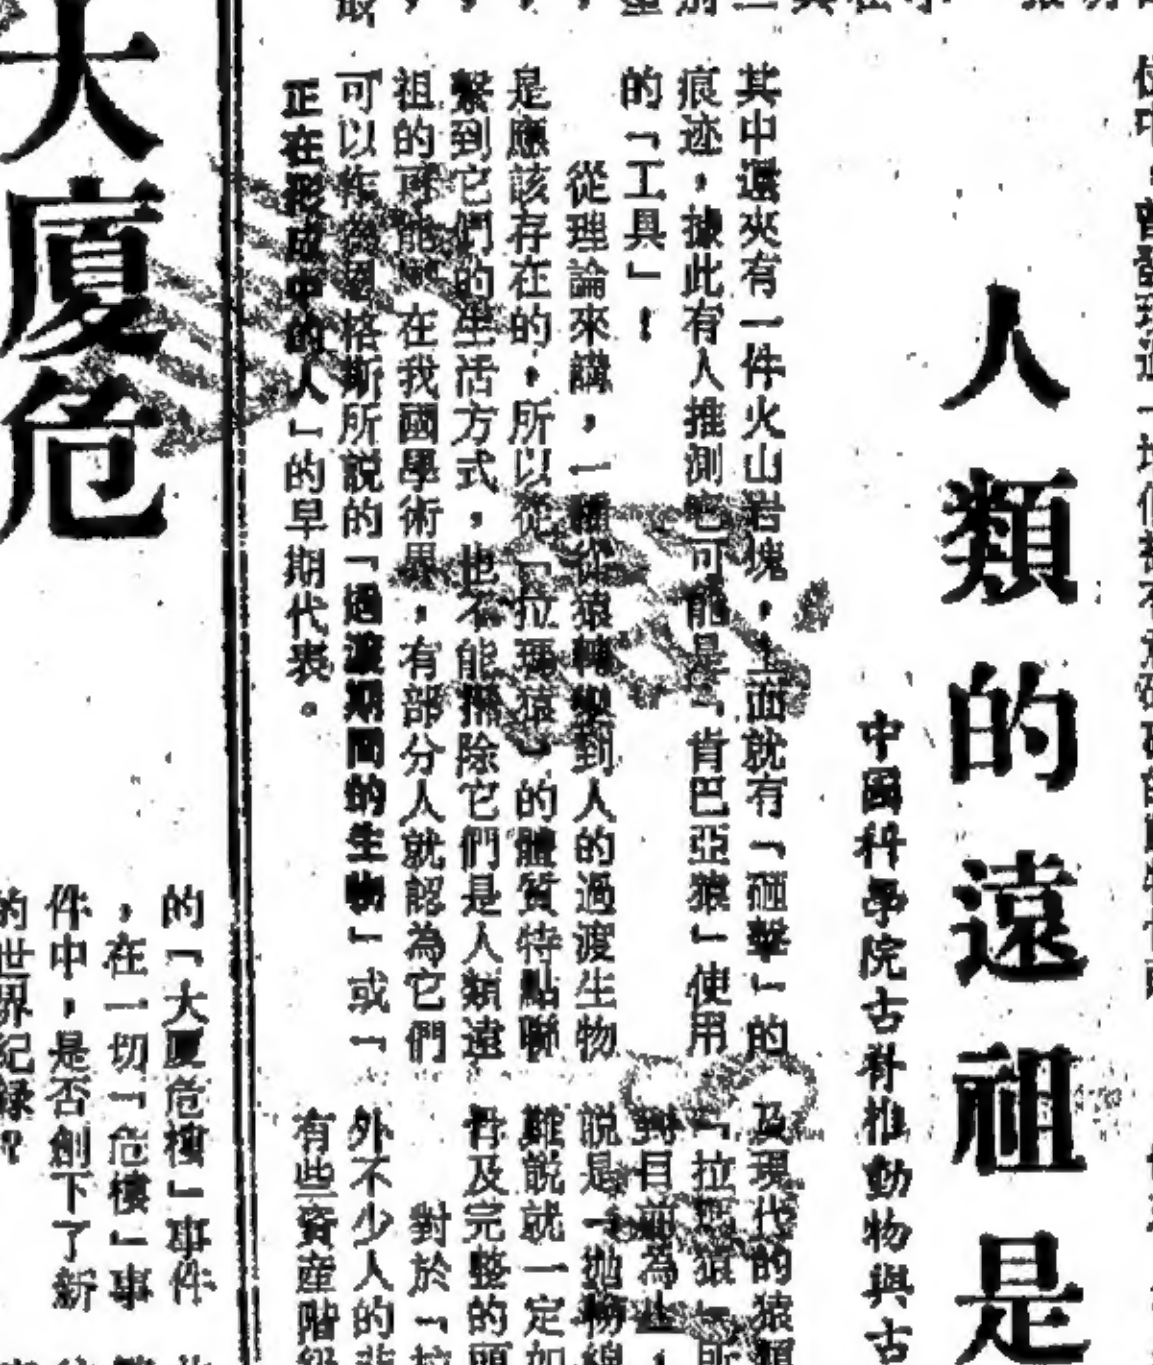 人類的遠祖是
中國科學院古脊椎動物與古
其中還夾有一件火山岩塊，上面就有「砸擊」的
痕迹，據此有人推測它可能是「肯巴亞猿」使用
的「工具」！
從理論來講，一種從猿轉變到人的過渡生物
是應該存在的，所以從「拉瑪猿」的體質特點聯
繫到它們的生活方式，也不能排除它們是人類遠
祖的可能。在我國學術界，有部分人就認為它們
可以作為恩格斯所說的「過渡期間的生物」或「
正在形成中的人」的早期代表。
及現代的猿類
「拉瑪猿」所
到目前為止，
說是「拋物線
難說就一定如
骨及完整的頭
對於「拉
外不少人的
有些資產階級
大廈危
的「大廈危樓」事件
，在一切「危樓」事
件中，是否創下了新
的世界紀錄？